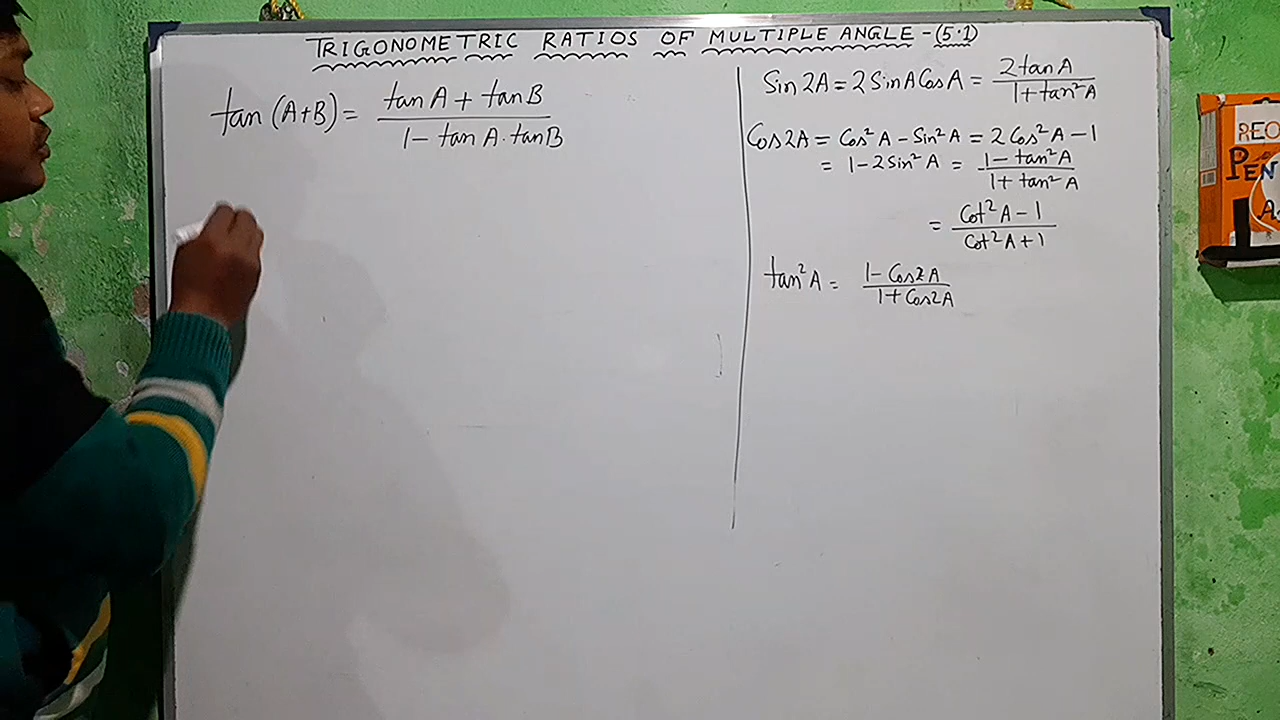 TRIGONOMETRIC RATIOS OF MULTIPLE ANGLE - (5.1)
tan (A+B) = (tan A + tan B) / (1 - tan A . tan B)
Sin 2A = 2 Sin A Cos A = (2 tan A) / (1 + tan² A)
Cos 2A = Cos² A - Sin² A = 2 Cos² A - 1
= 1 - 2 Sin² A = (1 - tan² A) / (1 + tan² A)
= (Cot² A - 1) / (Cot² A + 1)
tan² A = (1 - Cos 2A) / (1 + Cos 2A)
REO
PEN